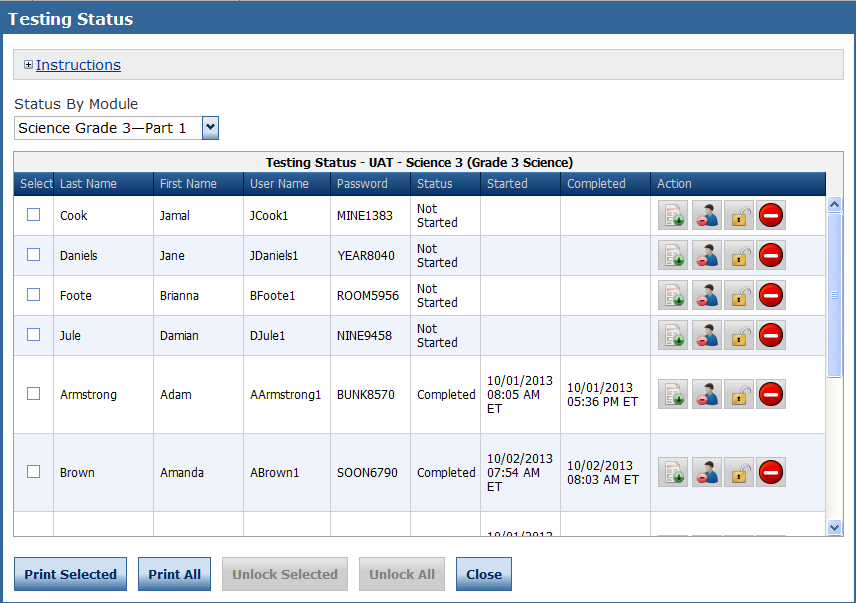 Testing Status
Instructions
Status By Module
Science Grade 3—Part 1
Testing Status - UAT - Science 3 (Grade 3 Science)
Select Last Name First Name User Name Password Status Started Completed Action
Cook Jamal JCook1 MINE1383 Not Started
Daniels Jane JDaniels1 YEAR8040 Not Started
Foote Brianna BFoote1 ROOM5956 Not Started
Jule Damian DJule1 NINE9458 Not Started
Armstrong Adam AArmstrong1 BUNK8570 Completed 10/01/2013 08:05 AM ET 10/01/2013 05:36 PM ET
Brown Amanda ABrown1 SOON6790 Completed 10/02/2013 07:54 AM ET 10/02/2013 08:03 AM ET
10/01/2013
Print Selected Print All Unlock Selected Unlock All Close